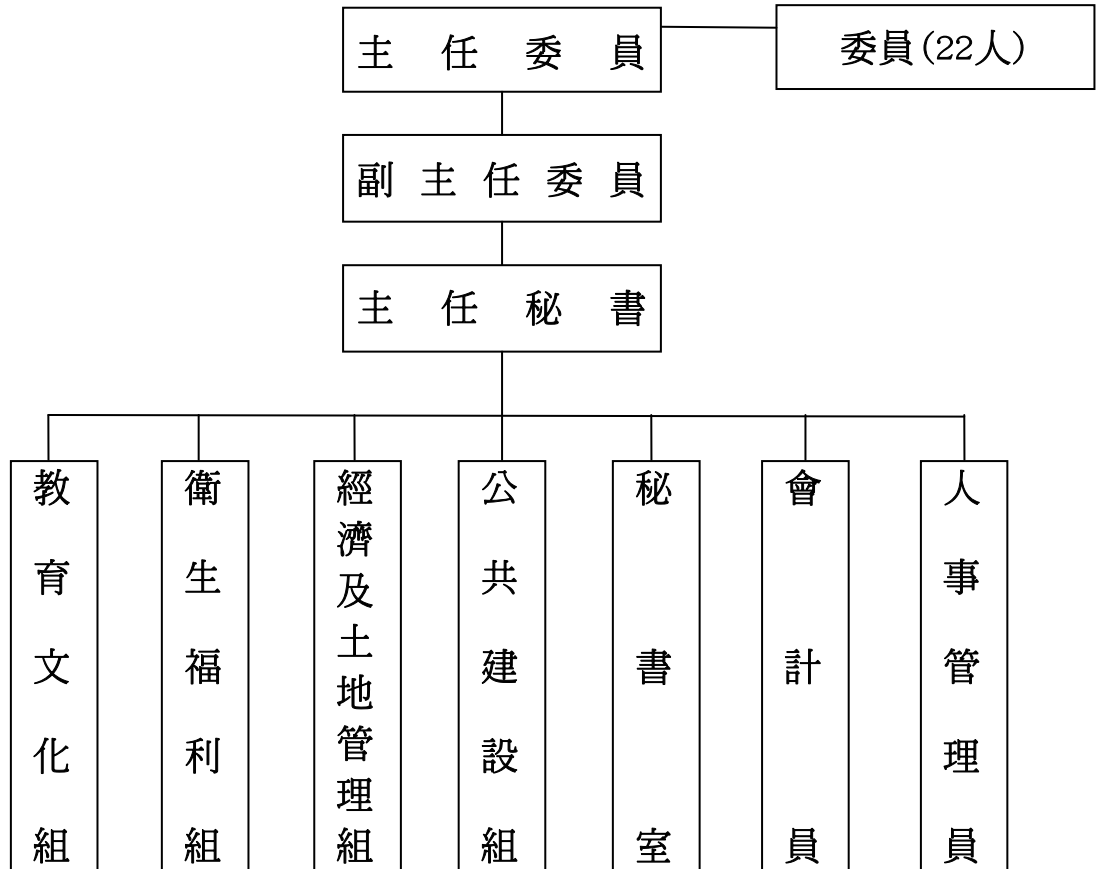 主任委員
委員(22人)
副主任委員
主任秘書
教育文化組
衛生福利組
經濟及土地管理組
公共建設組
秘書室
會計員
人事管理員